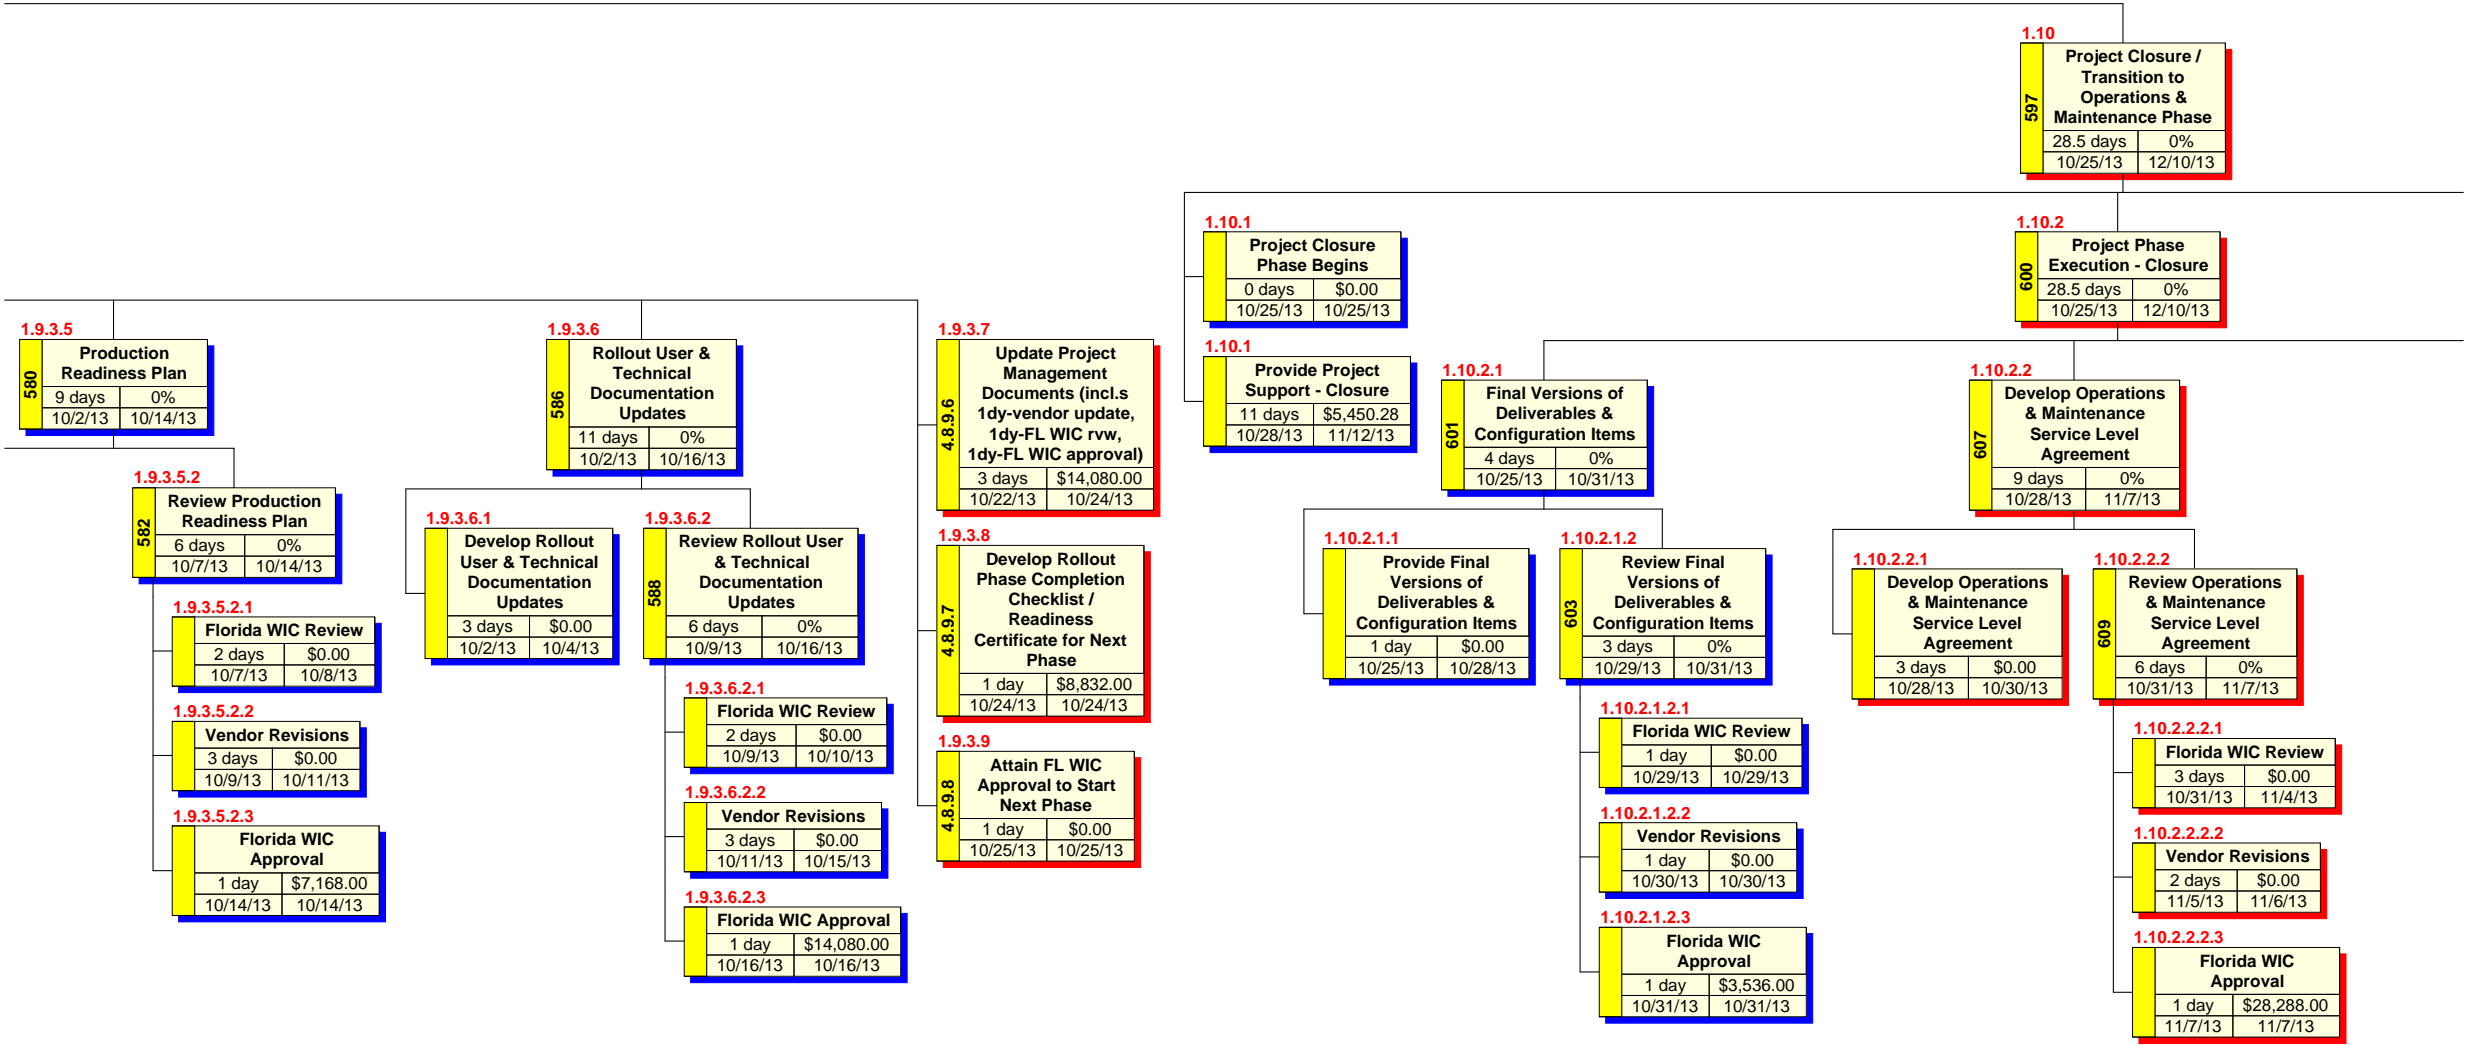 1.10
597
Project Closure /
Transition to
Operations &
Maintenance Phase
28.5 days 0%
10/25/13 12/10/13
1.10.1
Project Closure
Phase Begins
0 days $0.00
10/25/13 10/25/13
1.10.1
Provide Project
Support - Closure
11 days $5,450.28
10/28/13 11/12/13
1.10.2
600
Project Phase
Execution - Closure
28.5 days 0%
10/25/13 12/10/13
1.9.3.5
580
Production
Readiness Plan
9 days 0%
10/2/13 10/14/13
1.9.3.5.2
582
Review Production
Readiness Plan
6 days 0%
10/7/13 10/14/13
1.9.3.5.2.1
Florida WIC Review
2 days $0.00
10/7/13 10/8/13
1.9.3.5.2.2
Vendor Revisions
3 days $0.00
10/9/13 10/11/13
1.9.3.5.2.3
Florida WIC
Approval
1 day $7,168.00
10/14/13 10/14/13
1.9.3.6
586
Rollout User &
Technical
Documentation
Updates
11 days 0%
10/2/13 10/16/13
1.9.3.6.1
Develop Rollout
User & Technical
Documentation
Updates
3 days $0.00
10/2/13 10/4/13
1.9.3.6.2
588
Review Rollout User
& Technical
Documentation
Updates
6 days 0%
10/9/13 10/16/13
1.9.3.6.2.1
Florida WIC Review
2 days $0.00
10/9/13 10/10/13
1.9.3.6.2.2
Vendor Revisions
3 days $0.00
10/11/13 10/15/13
1.9.3.6.2.3
Florida WIC Approval
1 day $14,080.00
10/16/13 10/16/13
1.9.3.7
4.8.9.6
Update Project
Management
Documents (incl.s
1dy-vendor update,
1dy-FL WIC rvw,
1dy-FL WIC approval)
3 days $14,080.00
10/22/13 10/24/13
1.9.3.8
4.8.9.7
Develop Rollout
Phase Completion
Checklist /
Readiness
Certificate for Next
Phase
1 day $8,832.00
10/24/13 10/24/13
1.9.3.9
4.8.9.8
Attain FL WIC
Approval to Start
Next Phase
1 day $0.00
10/25/13 10/25/13
1.10.2.1
601
Final Versions of
Deliverables &
Configuration Items
4 days 0%
10/25/13 10/31/13
1.10.2.1.1
Provide Final
Versions of
Deliverables &
Configuration Items
1 day $0.00
10/25/13 10/28/13
1.10.2.1.2
603
Review Final
Versions of
Deliverables &
Configuration Items
3 days 0%
10/29/13 10/31/13
1.10.2.1.2.1
Florida WIC Review
1 day $0.00
10/29/13 10/29/13
1.10.2.1.2.2
Vendor Revisions
1 day $0.00
10/30/13 10/30/13
1.10.2.1.2.3
Florida WIC
Approval
1 day $3,536.00
10/31/13 10/31/13
1.10.2.2
607
Develop Operations
& Maintenance
Service Level
Agreement
9 days 0%
10/28/13 11/7/13
1.10.2.2.1
Develop Operations
& Maintenance
Service Level
Agreement
3 days $0.00
10/28/13 10/30/13
1.10.2.2.2
609
Review Operations
& Maintenance
Service Level
Agreement
6 days 0%
10/31/13 11/7/13
1.10.2.2.2.1
Florida WIC Review
3 days $0.00
10/31/13 11/4/13
1.10.2.2.2.2
Vendor Revisions
2 days $0.00
11/5/13 11/6/13
1.10.2.2.2.3
Florida WIC
Approval
1 day $28,288.00
11/7/13 11/7/13